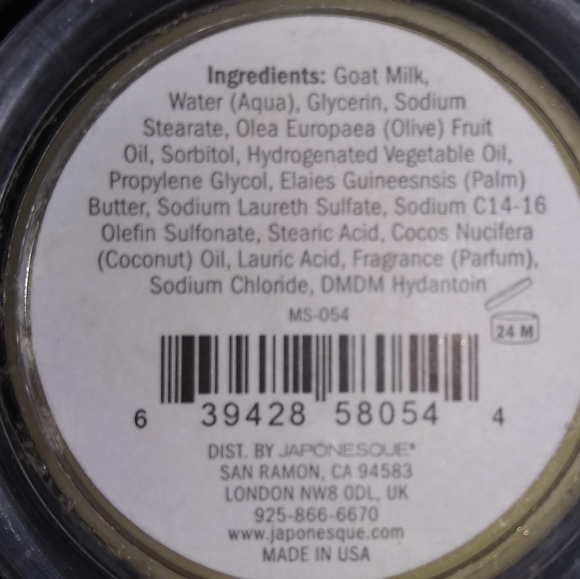 Ingredients: Goat Milk,
Water (Aqua), Glycerin, Sodium
Stearate, Olea Europaea (Olive) Fruit
Oil, Sorbitol, Hydrogenated Vegetable Oil,
Propylene Glycol, Elaies Guineesnsis (Palm)
Butter, Sodium Laureth Sulfate, Sodium C14-16
Olefin Sulfonate, Stearic Acid, Cocos Nucifera
(Coconut) Oil, Lauric Acid, Fragrance (Parfum),
Sodium Chloride, DMDM Hydantoin
MS-054
24 M
6 39428 58054 4
DIST. BY JAPONESQUE®
SAN RAMON, CA 94583
LONDON NW8 0DL, UK
925-866-6670
www.japonesque.com
MADE IN USA